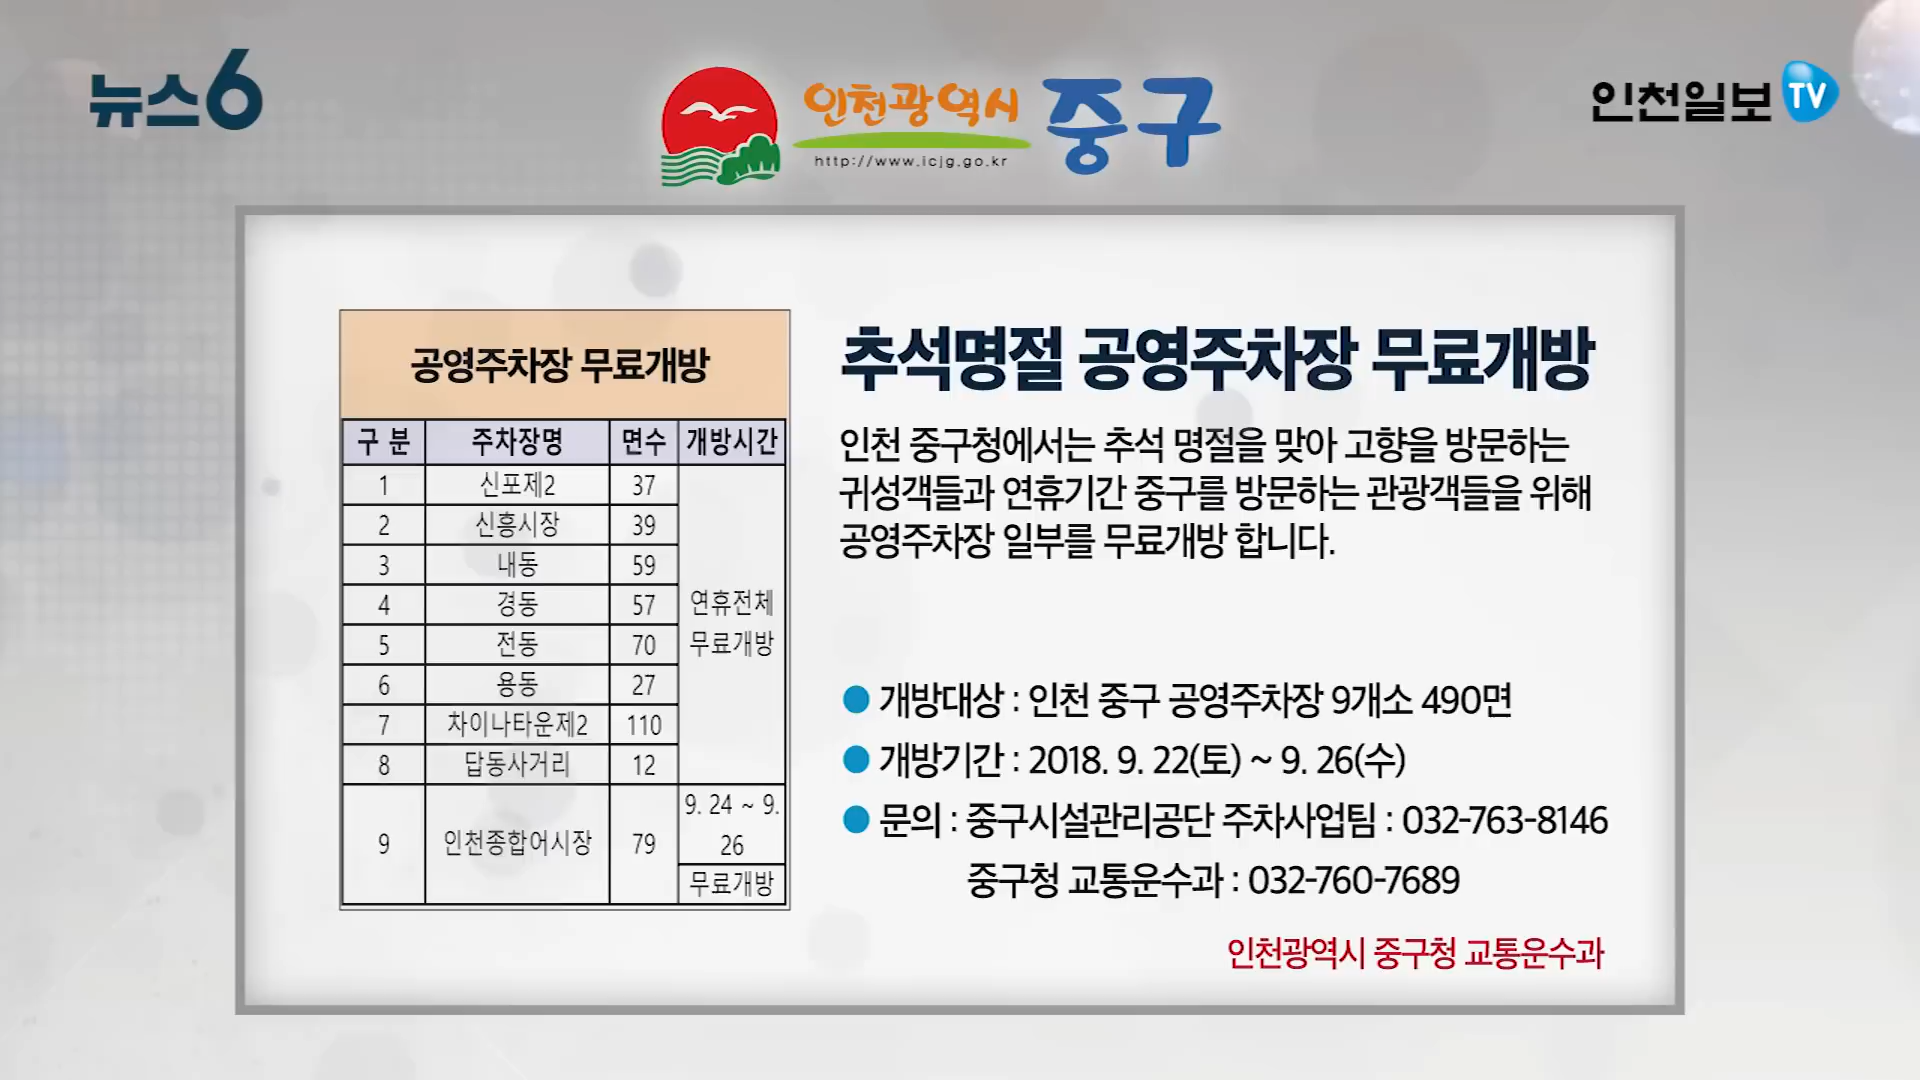 뉴스6
인천광역시 중구
http://www.icjg.go.kr
인천일보 TV
공영주차장 무료개방
구 분 주차장명 면수 개방시간
1 신포제2 37
2 신흥시장 39
3 내동 59
4 경동 57
5 전동 70
6 용동 27
7 차이나타운제2 110
8 답동사거리 12
연휴전체
무료개방
9 인천종합어시장 79
9. 24 ~ 9.
26
무료개방
추석명절 공영주차장 무료개방
인천 중구청에서는 추석 명절을 맞아 고향을 방문하는
귀성객들과 연휴기간 중구를 방문하는 관광객들을 위해
공영주차장 일부를 무료개방 합니다.
● 개방대상 : 인천 중구 공영주차장 9개소 490면
● 개방기간 : 2018. 9. 22(토) ~ 9. 26(수)
● 문의 : 중구시설관리공단 주차사업팀 : 032-763-8146
중구청 교통운수과 : 032-760-7689
인천광역시 중구청 교통운수과